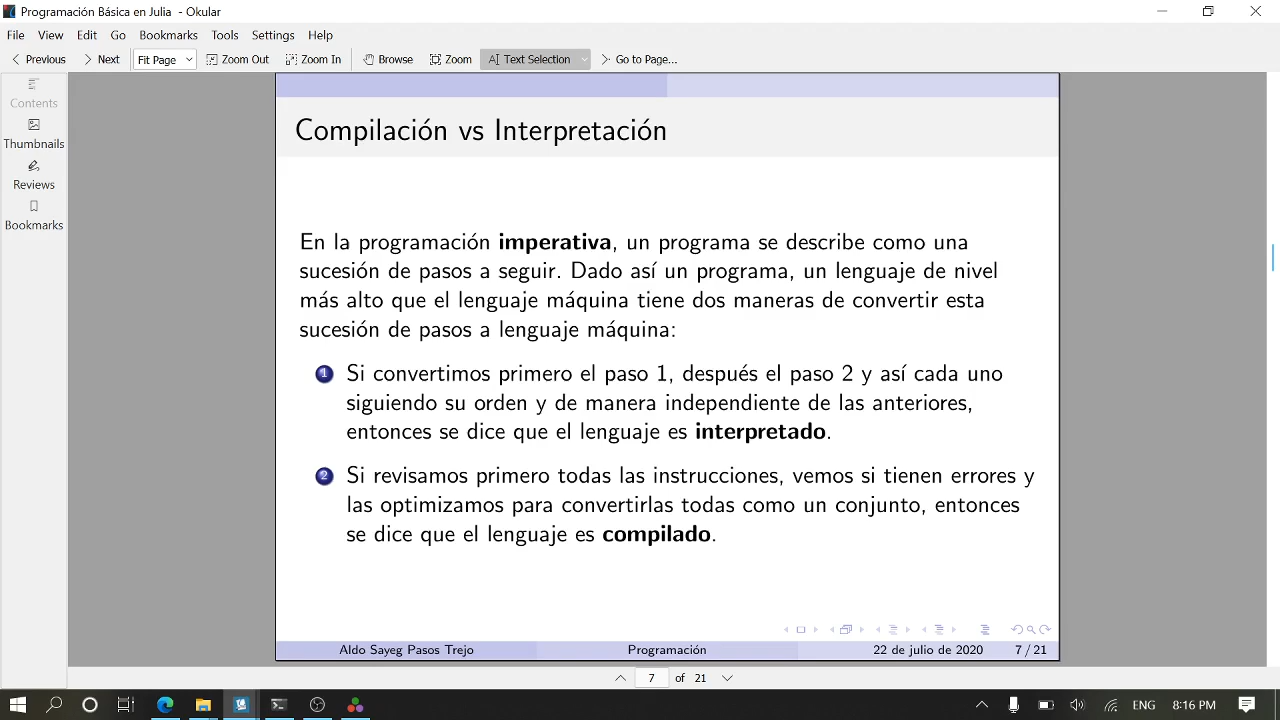 Programación Básica en Julia - Okular
File View Edit Go Bookmarks Tools Settings Help
Previous Next Fit Page Zoom Out Zoom In Browse Zoom Text Selection Go to Page...
Contents
Thumbnails
Reviews
Bookmarks
Compilación vs Interpretación
En la programación imperativa, un programa se describe como una
sucesión de pasos a seguir. Dado así un programa, un lenguaje de nivel
más alto que el lenguaje máquina tiene dos maneras de convertir esta
sucesión de pasos a lenguaje máquina:
1 Si convertimos primero el paso 1, después el paso 2 y así cada uno
siguiendo su orden y de manera independiente de las anteriores,
entonces se dice que el lenguaje es interpretado.
2 Si revisamos primero todas las instrucciones, vemos si tienen errores y
las optimizamos para convertirlas todas como un conjunto, entonces
se dice que el lenguaje es compilado.
Aldo Sayeg Pasos Trejo Programación 22 de julio de 2020 7 / 21
7 of 21
ENG 8:16 PM